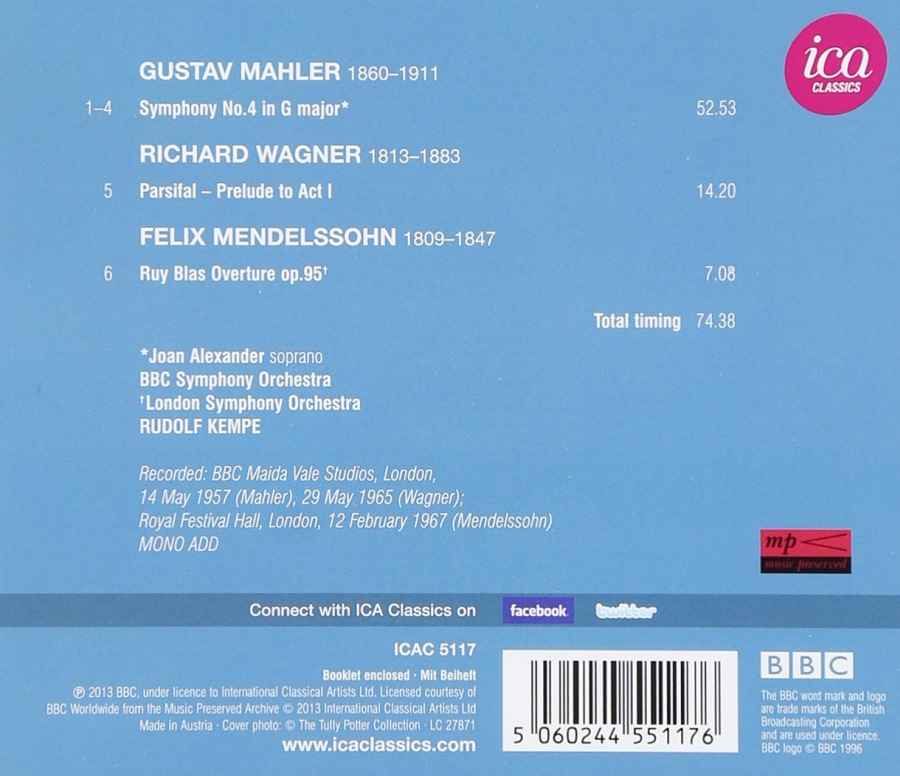 ica
CLASSICS
GUSTAV MAHLER 1860–1911
1–4 Symphony No.4 in G major* 52.53
RICHARD WAGNER 1813–1883
5 Parsifal – Prelude to Act I 14.20
FELIX MENDELSSOHN 1809–1847
6 Ruy Blas Overture op.95† 7.08
Total timing 74.38
*Joan Alexander soprano
BBC Symphony Orchestra
†London Symphony Orchestra
RUDOLF KEMPE
Recorded: BBC Maida Vale Studios, London,
14 May 1957 (Mahler), 29 May 1965 (Wagner);
Royal Festival Hall, London, 12 February 1967 (Mendelssohn)
MONO ADD
mp
music preserved
Connect with ICA Classics on facebook twitter
ICAC 5117
Booklet enclosed · Mit Beiheft
℗ 2013 BBC, under licence to International Classical Artists Ltd. Licensed courtesy of
BBC Worldwide from the Music Preserved Archive © 2013 International Classical Artists Ltd
Made in Austria · Cover photo: © The Tully Potter Collection · LC 27871
www.icaclassics.com
5 060244 551176
BBC
The BBC word mark and logo
are trade marks of the British
Broadcasting Corporation
and are used under licence.
BBC logo © BBC 1996